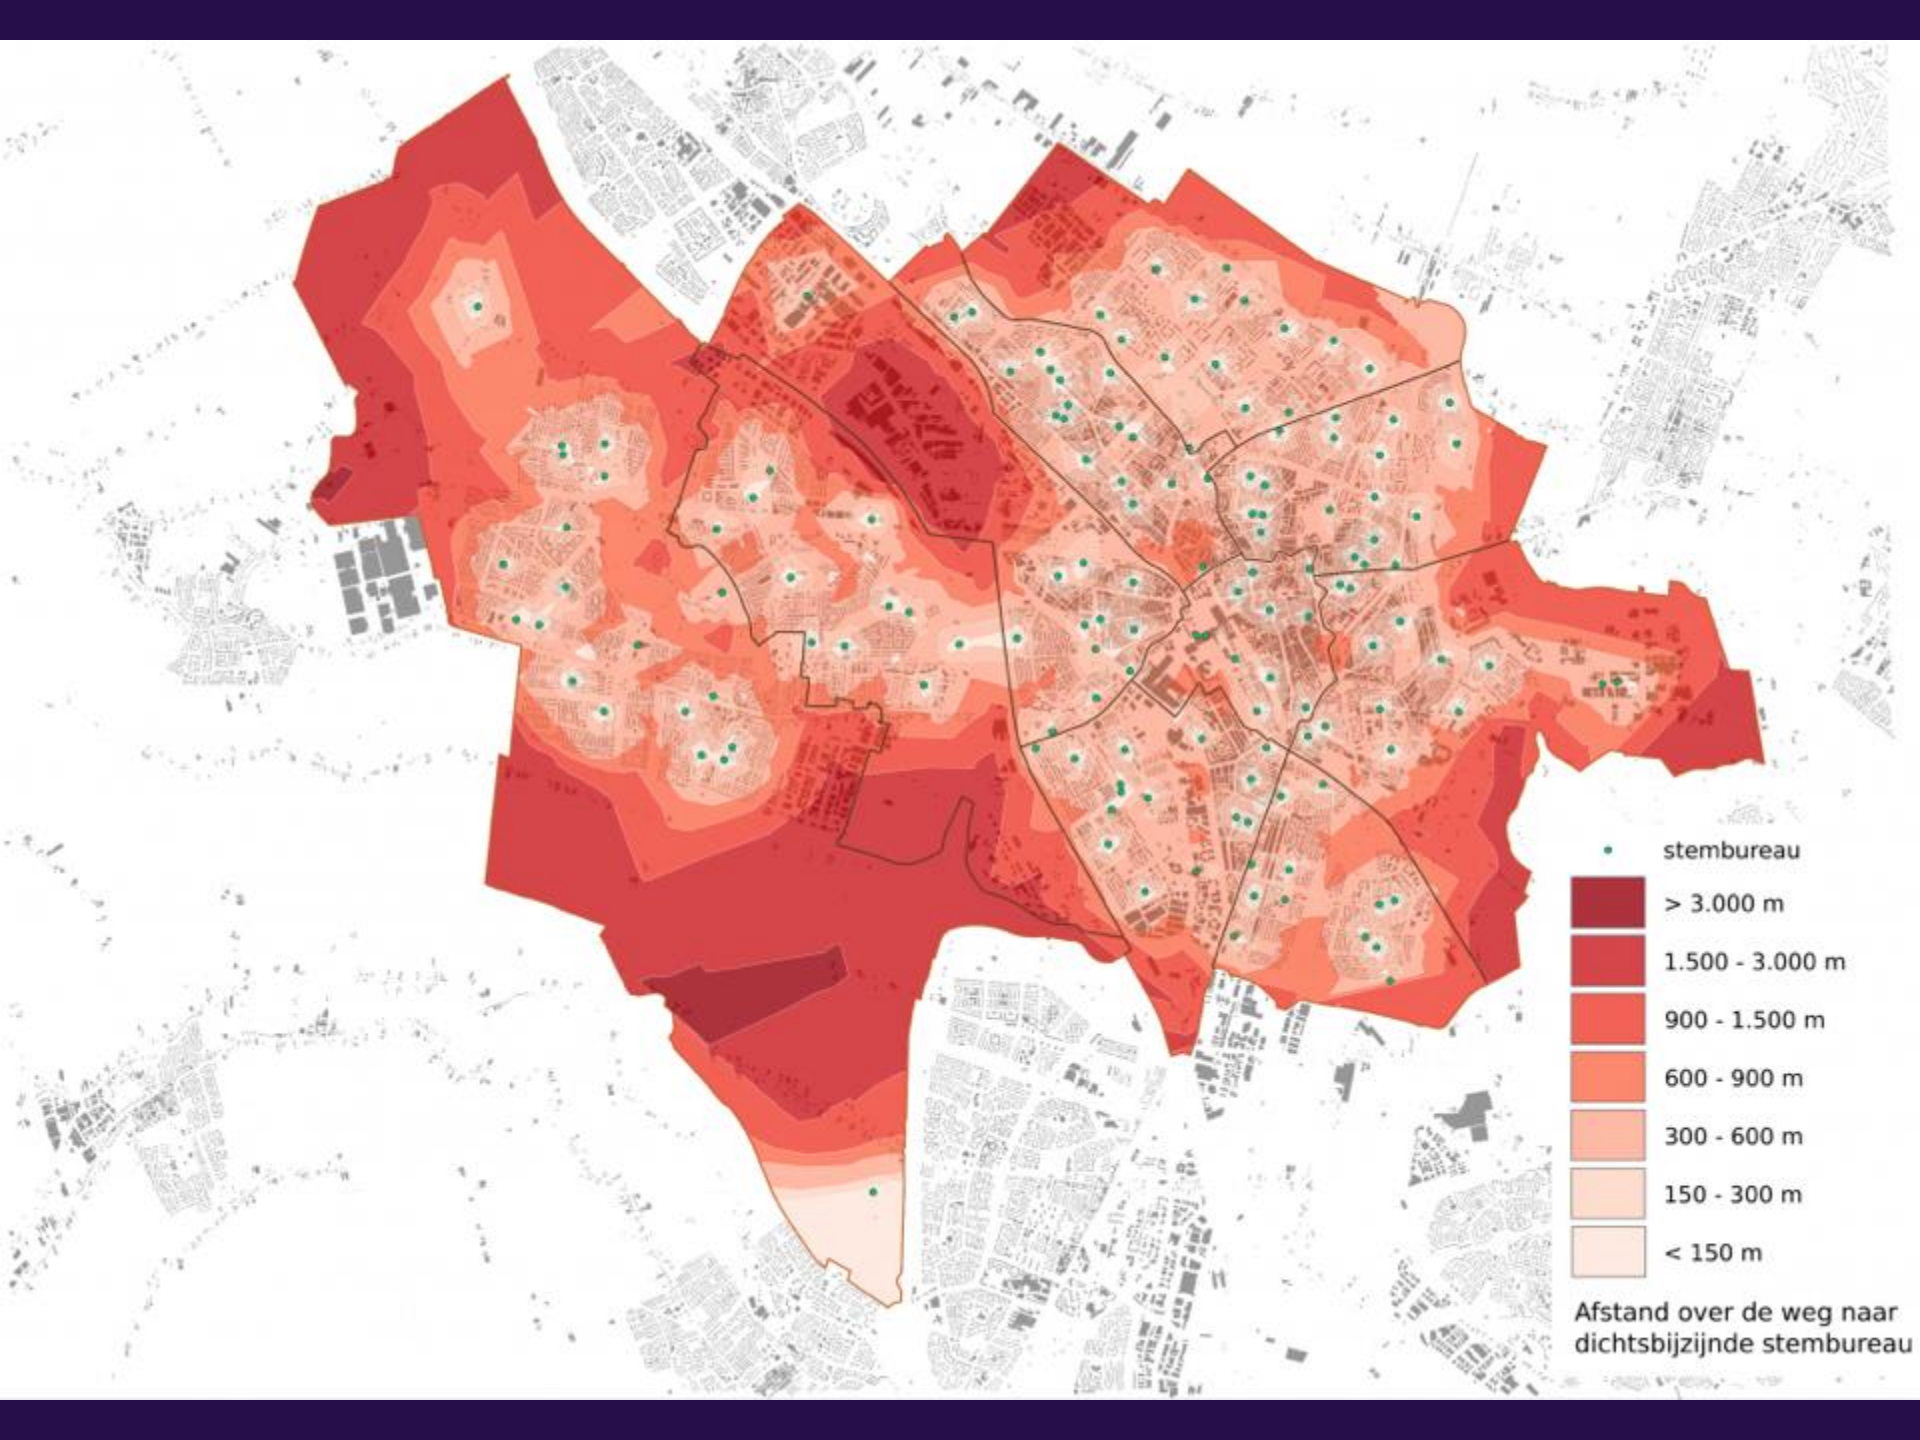 stembureau
> 3.000 m
1.500 - 3.000 m
900 - 1.500 m
600 - 900 m
300 - 600 m
150 - 300 m
< 150 m
Afstand over de weg naar
dichtsbijzijnde stembureau